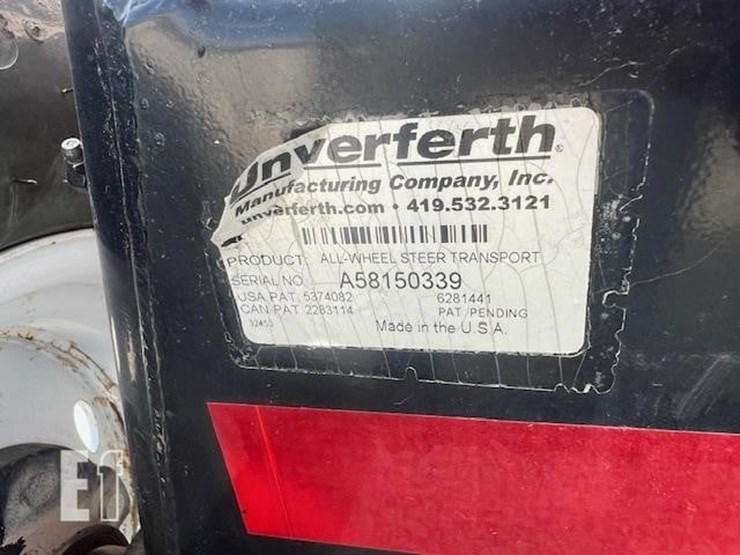 Unverferth®
Manufacturing Company, Inc.
unverferth.com • 419.532.3121
PRODUCT: ALL-WHEEL STEER TRANSPORT
SERIAL NO. A58150339
USA PAT. 5374082 6281441
CAN PAT. 2283114 PAT. PENDING
Made in the U.S.A.